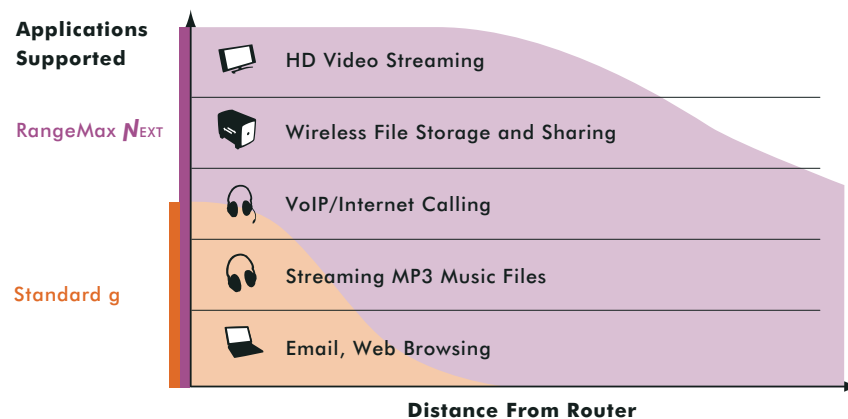 Applications
Supported
HD Video Streaming
RangeMax NEXT
Wireless File Storage and Sharing
VoIP/Internet Calling
Streaming MP3 Music Files
Standard g
Email, Web Browsing
Distance From Router